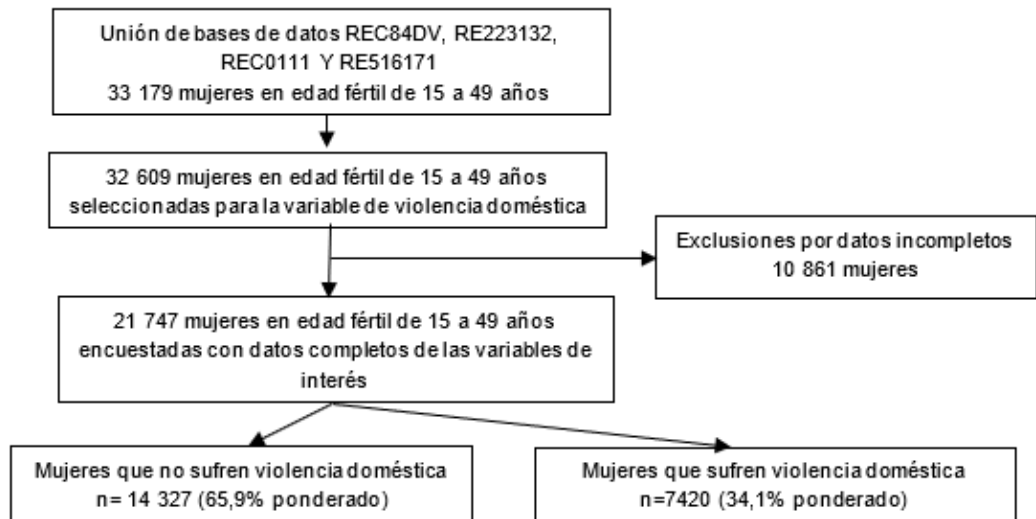 Unión de bases de datos REC84DV, RE223132,
REC0111 Y RE516171
33 179 mujeres en edad fértil de 15 a 49 años
32 609 mujeres en edad fértil de 15 a 49 años
seleccionadas para la variable de violencia doméstica
Exclusiones por datos incompletos
10 861 mujeres
21 747 mujeres en edad fértil de 15 a 49 años
encuestadas con datos completos de las variables de
interés
Mujeres que no sufren violencia doméstica
n= 14 327 (65,9% ponderado)
Mujeres que sufren violencia doméstica
n=7420 (34,1% ponderado)